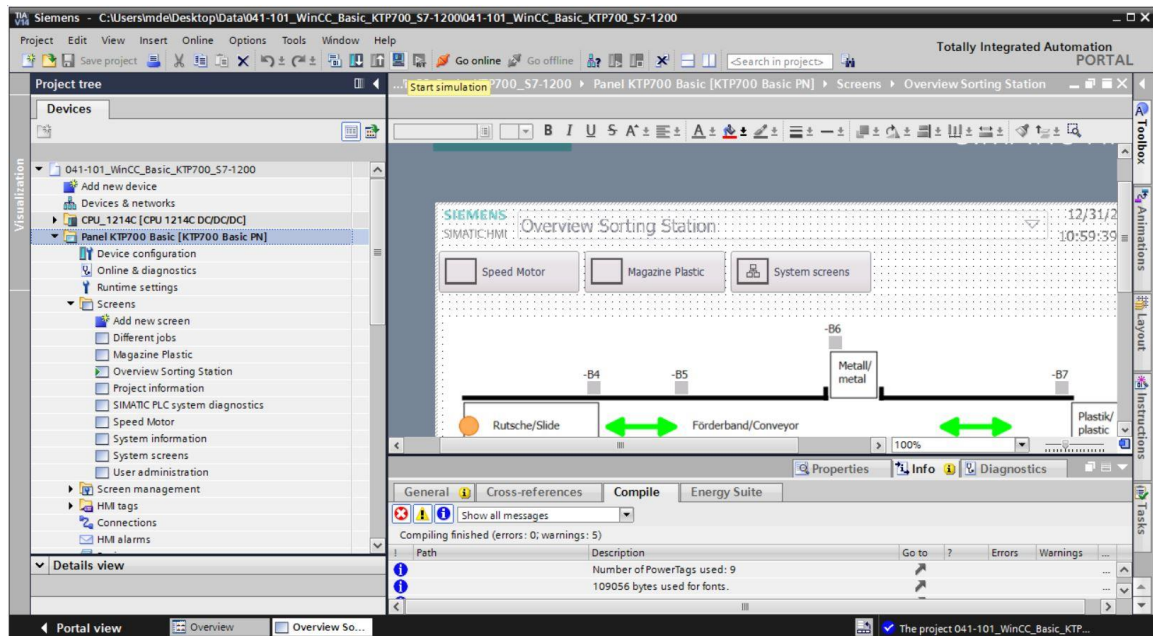 TIA
V14
Siemens - C:\Users\mde\Desktop\Data\041-101_WinCC_Basic_KTP700_S7-1200\041-101_WinCC_Basic_KTP700_S7-1200
Project Edit View Insert Online Options Tools Window Help
Totally Integrated Automation
PORTAL
Save project
Go online
Go offline
<Search in project>
Project tree
Start simulation
P700_S7-1200 ▸ Panel KTP700 Basic [KTP700 Basic PN] ▸ Screens ▸ Overview Sorting Station
Devices
B I U S A
Visualization
041-101_WinCC_Basic_KTP700_S7-1200
Add new device
Devices & networks
CPU_1214C [CPU 1214C DC/DC/DC]
Panel KTP700 Basic [KTP700 Basic PN]
Device configuration
Online & diagnostics
Runtime settings
Screens
Add new screen
Different jobs
Magazine Plastic
Overview Sorting Station
Project information
SIMATIC PLC system diagnostics
Speed Motor
System information
System screens
User administration
Screen management
HMI tags
Connections
HMI alarms
Details view
SIEMENS
SIMATIC HMI
Overview Sorting Station
12/31/2
10:59:39
Speed Motor
Magazine Plastic
System screens
-B6
Metall/
metal
-B4
-B5
-B7
Rutsche/Slide
Förderband/Conveyor
Plastik/
plastic
100%
Toolbox
Animations
Layout
Instructions
Tasks
Properties
Info
Diagnostics
General
Cross-references
Compile
Energy Suite
Show all messages
Compiling finished (errors: 0; warnings: 5)
! Path Description Go to ? Errors Warnings ...
Number of PowerTags used: 9 ...
109056 bytes used for fonts. ...
Portal view
Overview
Overview So...
The project 041-101_WinCC_Basic_KTP...